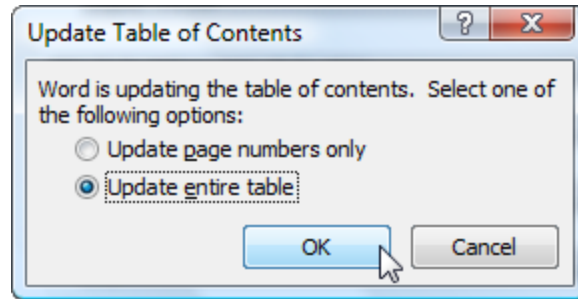 Update Table of Contents
Word is updating the table of contents.  Select one of
the following options:
Update page numbers only
Update entire table
OK
Cancel